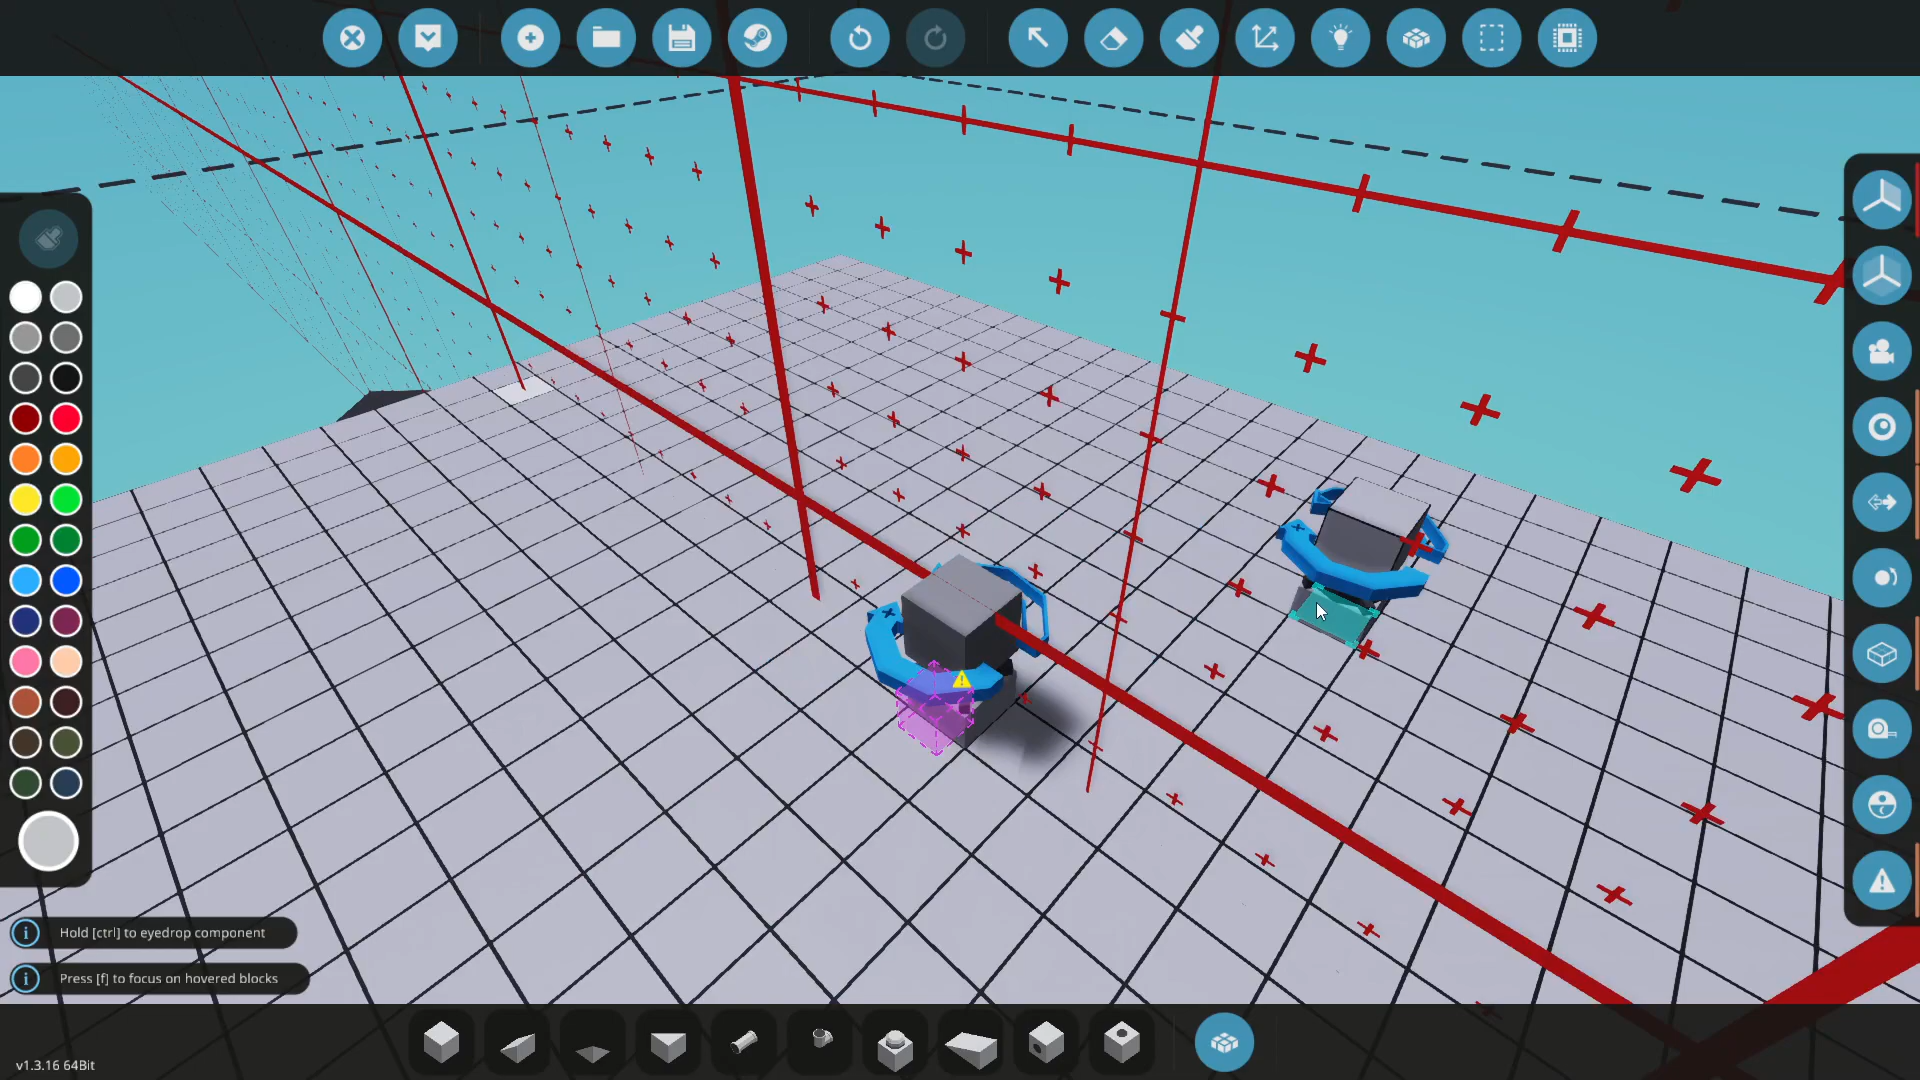 Hold [ctrl] to eyedrop component
Press [f] to focus on hovered blocks
v1.3.16 64Bit